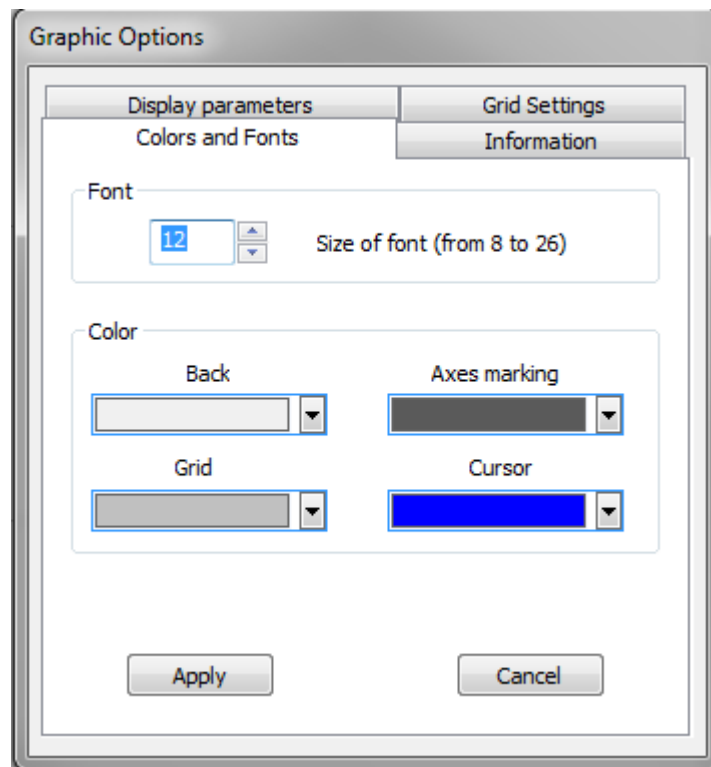 Graphic Options
Display parameters
Grid Settings
Colors and Fonts
Information
Font
12
Size of font (from 8 to 26)
Color
Back
Axes marking
Grid
Cursor
Apply
Cancel